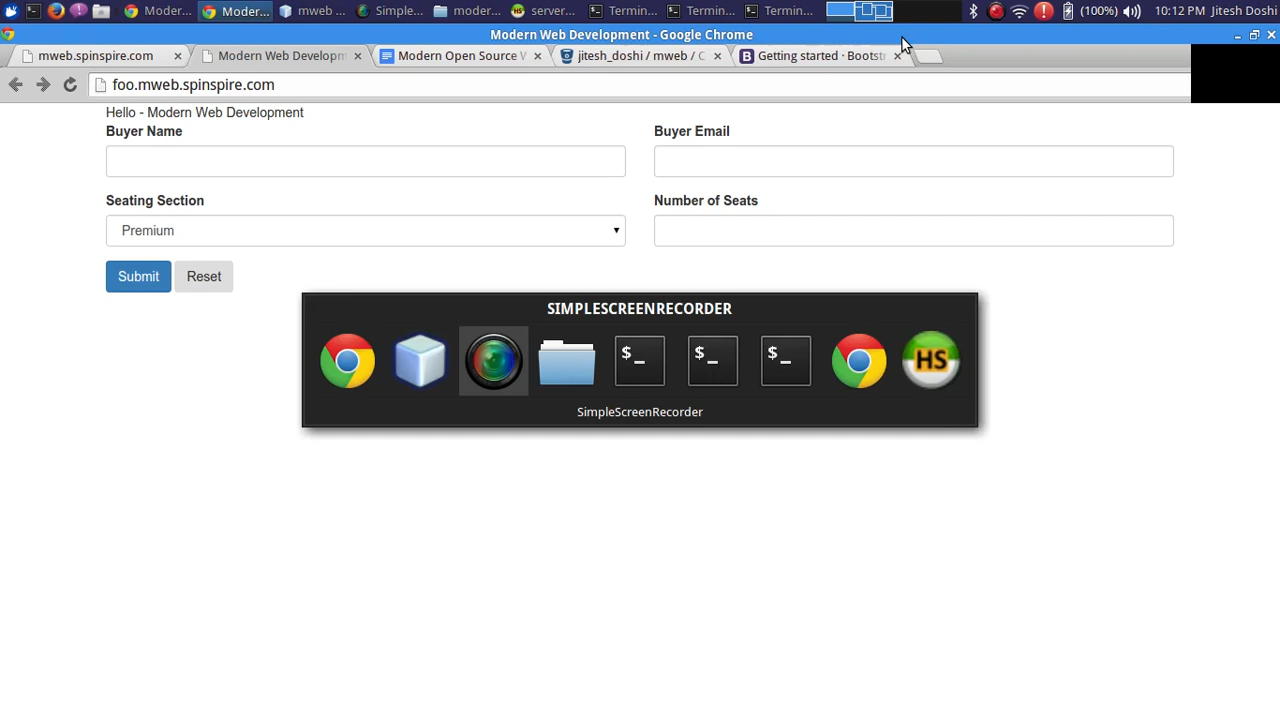 Moder... Moder... mweb ... Simple... moder... server... Termin... Termin... Termin... (100%) 10:12 PM Jitesh Doshi
Modern Web Development - Google Chrome
mweb.spinspire.com Modern Web Developm Modern Open Source W jitesh_doshi / mweb / C B Getting started · Bootstr
foo.mweb.spinspire.com
Hello - Modern Web Development
Buyer Name Buyer Email
Seating Section Number of Seats
Premium
Submit Reset
SIMPLESCREENRECORDER
$_ $_ $_ HS
SimpleScreenRecorder